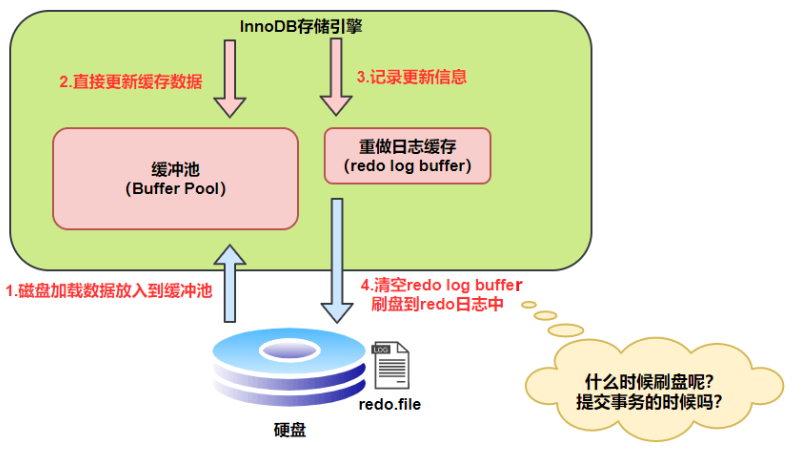 InnoDB存储引擎
2.直接更新缓存数据
3.记录更新信息
缓冲池
（Buffer Pool）
重做日志缓存
（redo log buffer）
1.磁盘加载数据放入到缓冲池
4.清空redo log buffer
刷盘到redo日志中
LOG
redo.file
硬盘
什么时候刷盘呢？
提交事务的时候吗？